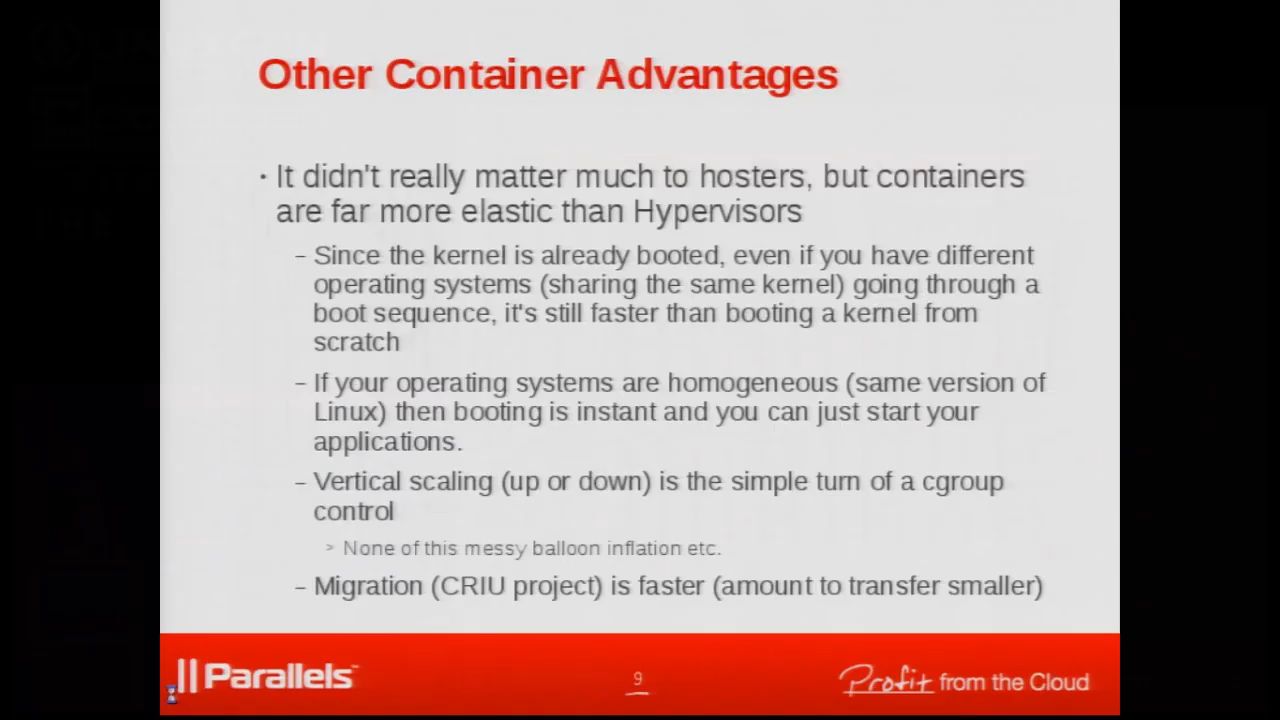 Other Container Advantages
· It didn't really matter much to hosters, but containers
are far more elastic than Hypervisors
– Since the kernel is already booted, even if you have different
operating systems (sharing the same kernel) going through a
boot sequence, it's still faster than booting a kernel from
scratch
– If your operating systems are homogeneous (same version of
Linux) then booting is instant and you can just start your
applications.
– Vertical scaling (up or down) is the simple turn of a cgroup
control
> None of this messy balloon inflation etc.
– Migration (CRIU project) is faster (amount to transfer smaller)
Parallels™
9
Profit from the Cloud